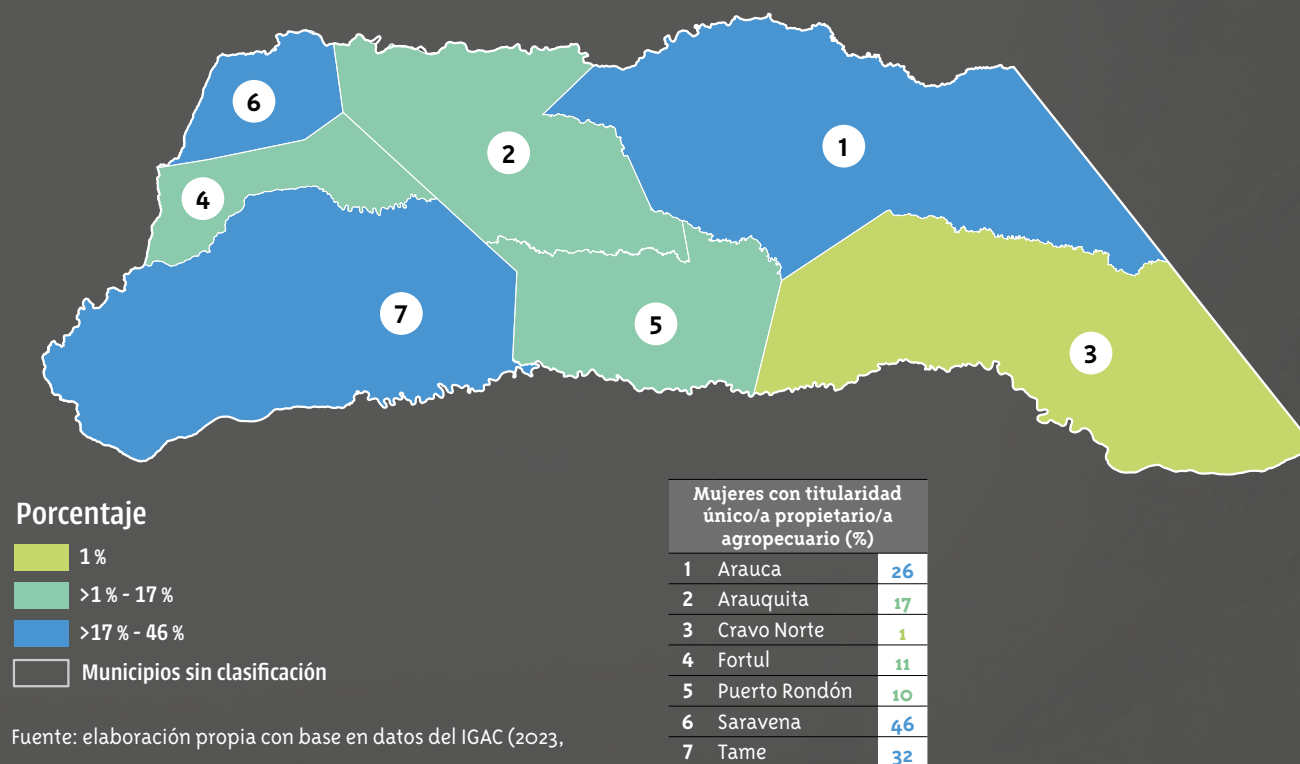 6
2
1
4
7
5
3
Porcentaje
1 %
>1 % - 17 %
>17 % - 46 %
Municipios sin clasificación
Fuente: elaboración propia con base en datos del IGAC (2023,
Mujeres con titularidad
único/a propietario/a
agropecuario (%)
1 Arauca 26
2 Arauquita 17
3 Cravo Norte 1
4 Fortul 11
5 Puerto Rondón 10
6 Saravena 46
7 Tame 32